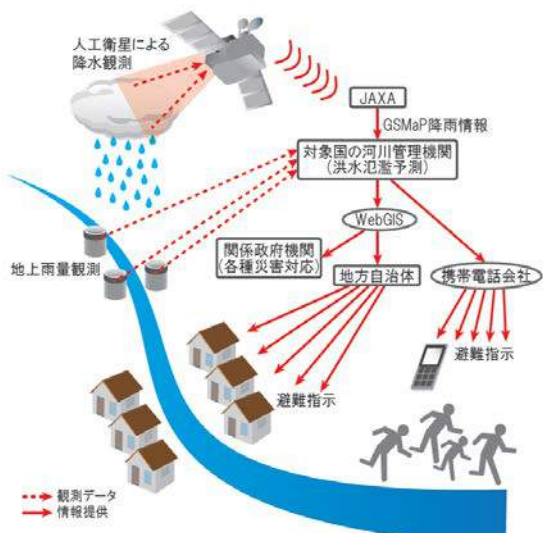 人工衛星による
降水観測
JAXA
GSMaP降雨情報
対象国の河川管理機関
(洪水氾濫予測)
WebGIS
関係政府機関
(各種災害対応)
地方自治体
携帯電話会社
地上雨量観測
避難指示
避難指示
観測データ
情報提供